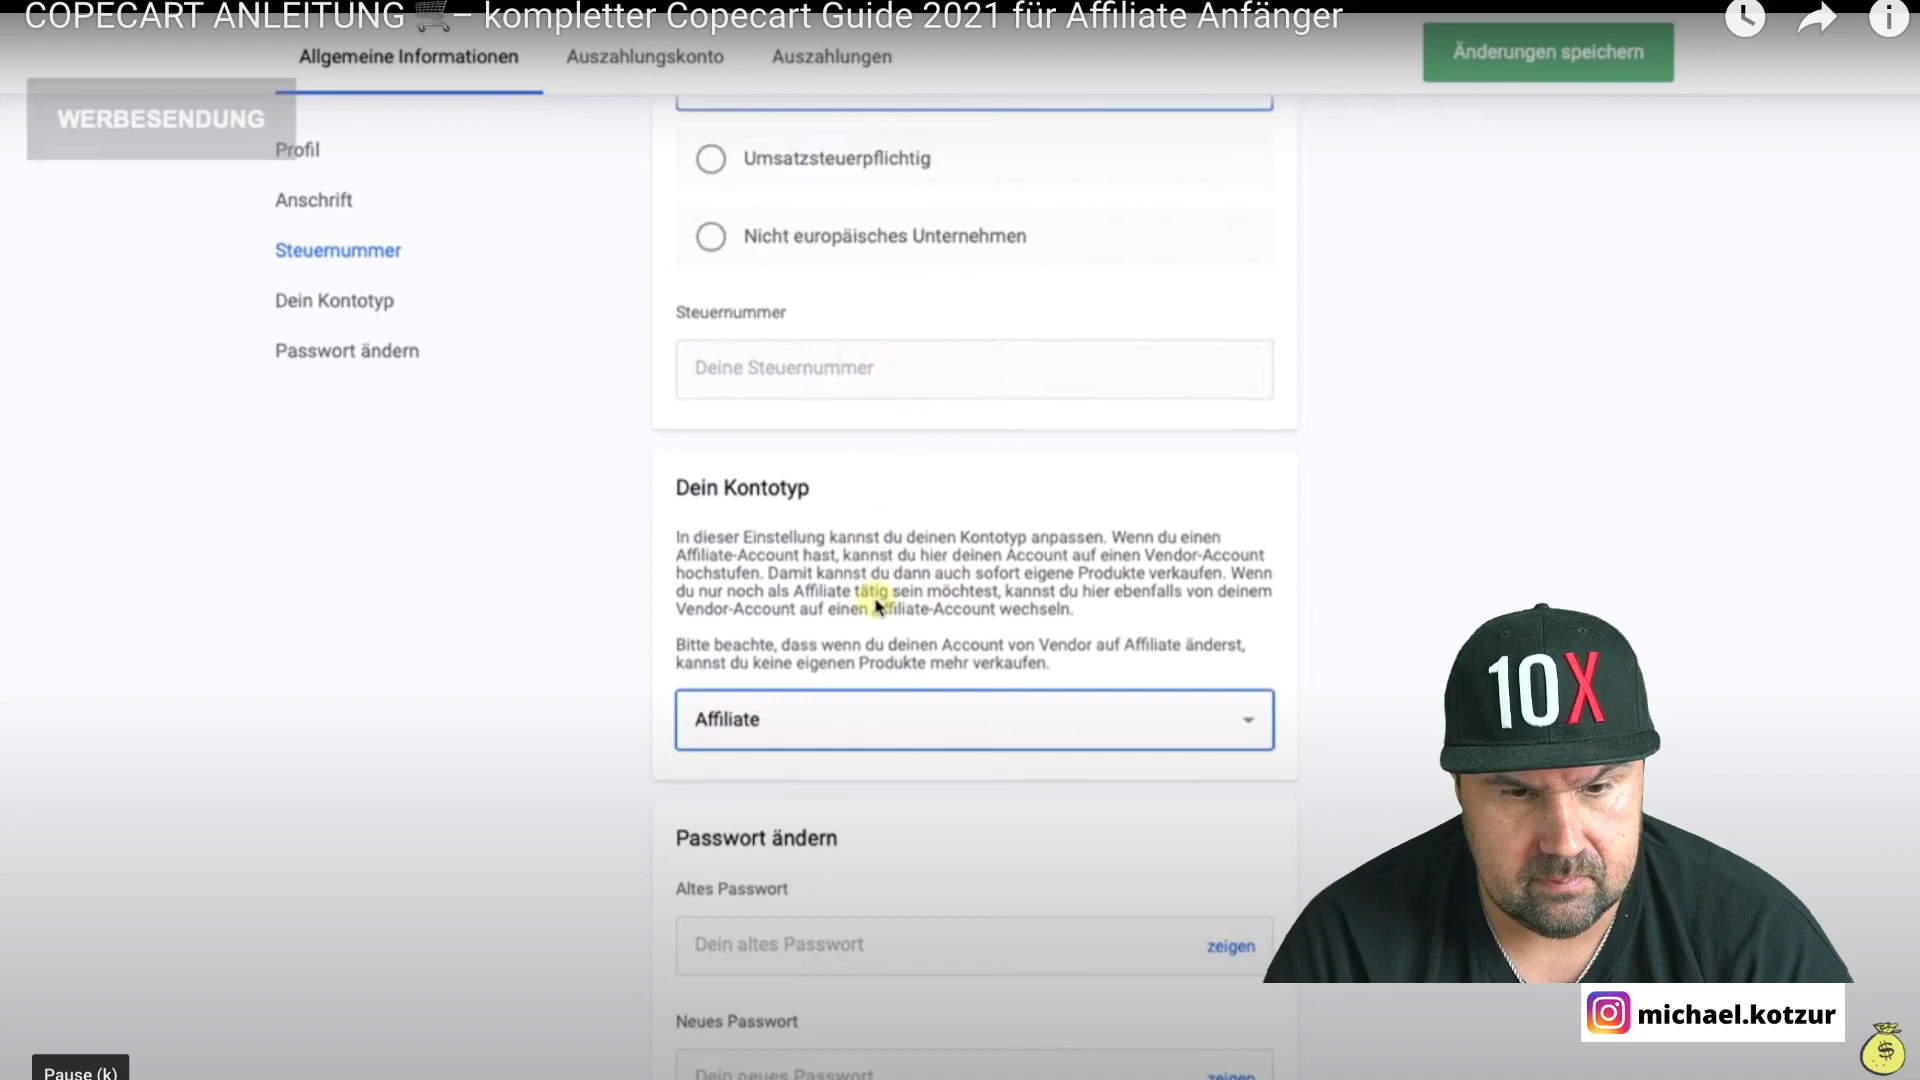 COPECART ANLEITUNG 🛒– kompletter Copecart Guide 2021 für Affiliate Anfänger
Allgemeine Informationen
Auszahlungskonto
Auszahlungen
Änderungen speichern
WERBESENDUNG
Profil
Anschrift
Steuernummer
Dein Kontotyp
Passwort ändern
Umsatzsteuerpflichtig
Nicht europäisches Unternehmen
Steuernummer
Deine Steuernummer
Dein Kontotyp
In dieser Einstellung kannst du deinen Kontotyp anpassen. Wenn du einen
Affiliate-Account hast, kannst du hier deinen Account auf einen Vendor-Account
hochstufen. Damit kannst du dann auch sofort eigene Produkte verkaufen. Wenn
du nur noch als Affiliate tätig sein möchtest, kannst du hier ebenfalls von deinem
Vendor-Account auf einen Affiliate-Account wechseln.
Bitte beachte, dass wenn du deinen Account von Vendor auf Affiliate änderst,
kannst du keine eigenen Produkte mehr verkaufen.
Affiliate
Passwort ändern
Altes Passwort
Dein altes Passwort
zeigen
Neues Passwort
Dein neues Passwort
zeigen
10X
michael.kotzur
$
Pause (k)